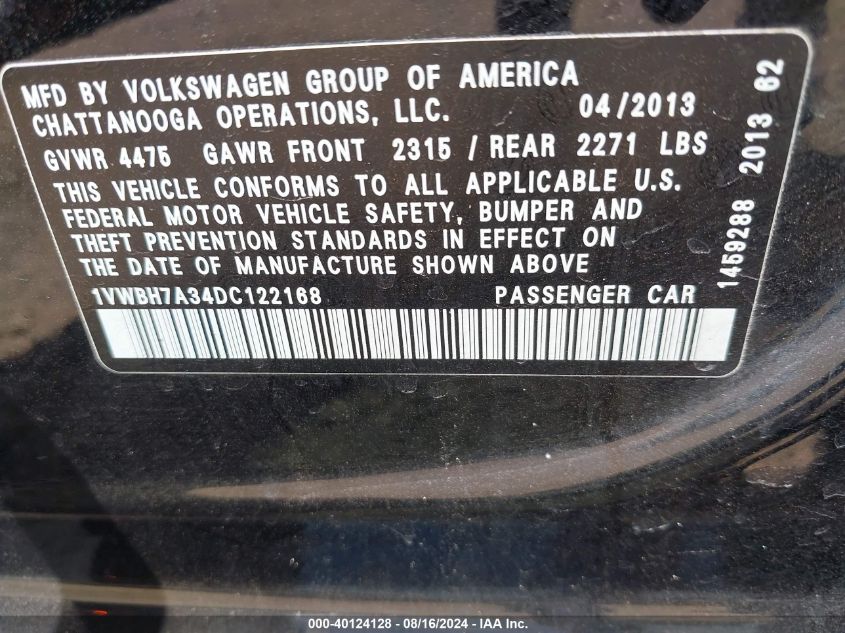 MFD BY VOLKSWAGEN GROUP OF AMERICA
CHATTANOOGA OPERATIONS, LLC. 04/2013
GVWR 4475 GAWR FRONT 2315 / REAR 2271 LBS
THIS VEHICLE CONFORMS TO ALL APPLICABLE U.S.
FEDERAL MOTOR VEHICLE SAFETY, BUMPER AND
THEFT PREVENTION STANDARDS IN EFFECT ON
THE DATE OF MANUFACTURE SHOWN ABOVE
1VWBH7A34DC122168 PASSENGER CAR
1459288 2013 62
000-40124128 - 08/16/2024 - IAA Inc.